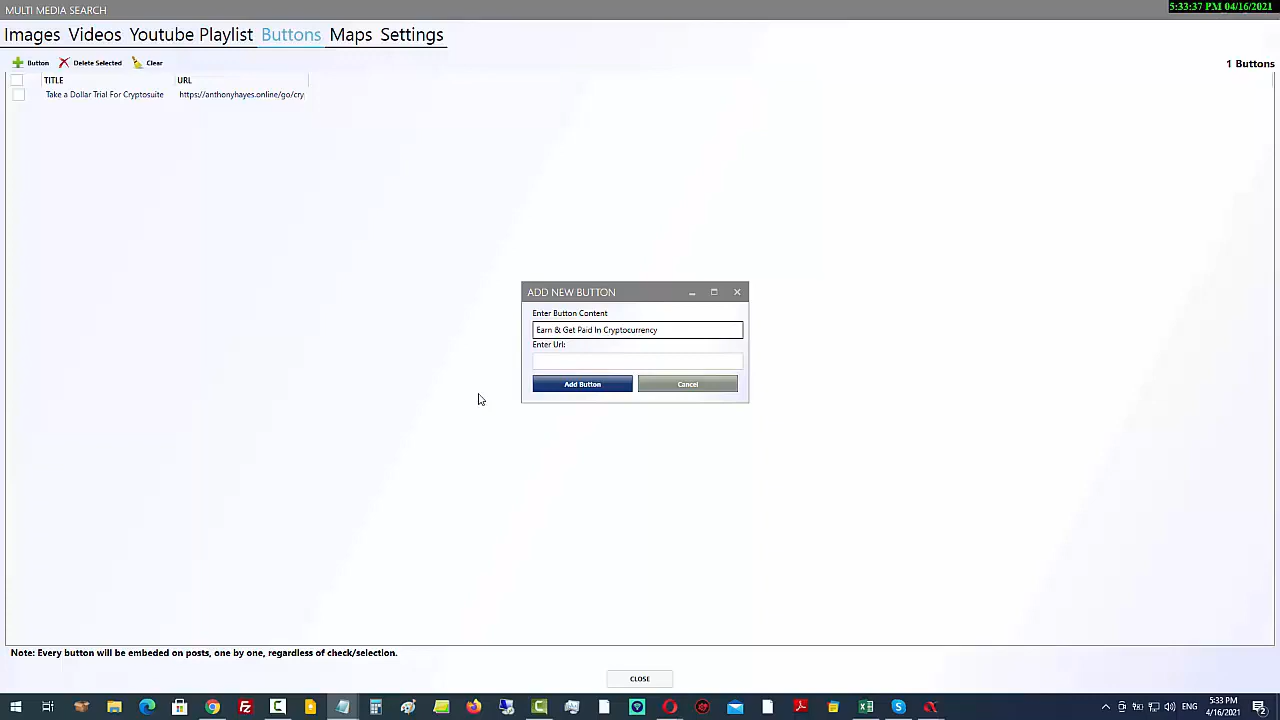 MULTI MEDIA SEARCH
5:33:37 PM 04/16/2021
Images Videos Youtube Playlist Buttons Maps Settings
Button Delete Selected Clear
1 Buttons
TITLE URL
Take a Dollar Trial For Cryptosuite https://anthonyhayes.online/go/cry
ADD NEW BUTTON
Enter Button Content
Earn & Get Paid In Cryptocurrency
Enter Url:
Add Button Cancel
Note: Every button will be embeded on posts, one by one, regardless of check/selection.
CLOSE
ENG
5:33 PM
4/16/2021